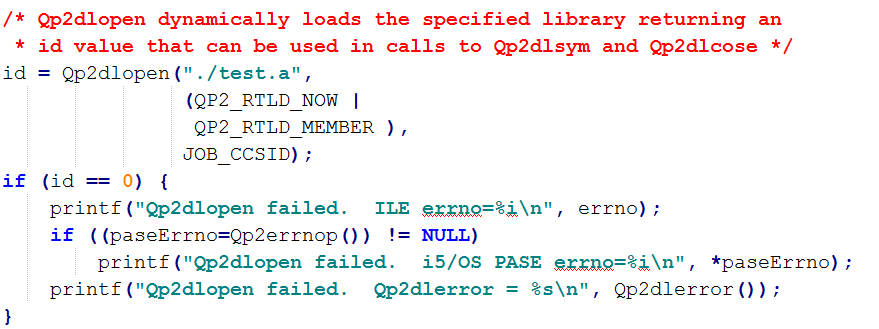 /* Qp2dlopen dynamically loads the specified library returning an
 * id value that can be used in calls to Qp2dlsym and Qp2dlcose */
id = Qp2dlopen("./test.a",
               (QP2_RTLD_NOW |
                QP2_RTLD_MEMBER ),
               JOB_CCSID);
if (id == 0) {
    printf("Qp2dlopen failed.  ILE errno=%i\n", errno);
    if ((paseErrno=Qp2errnop()) != NULL)
        printf("Qp2dlopen failed.  i5/OS PASE errno=%i\n", *paseErrno);
    printf("Qp2dlopen failed.  Qp2dlerror = %s\n", Qp2dlerror());
}